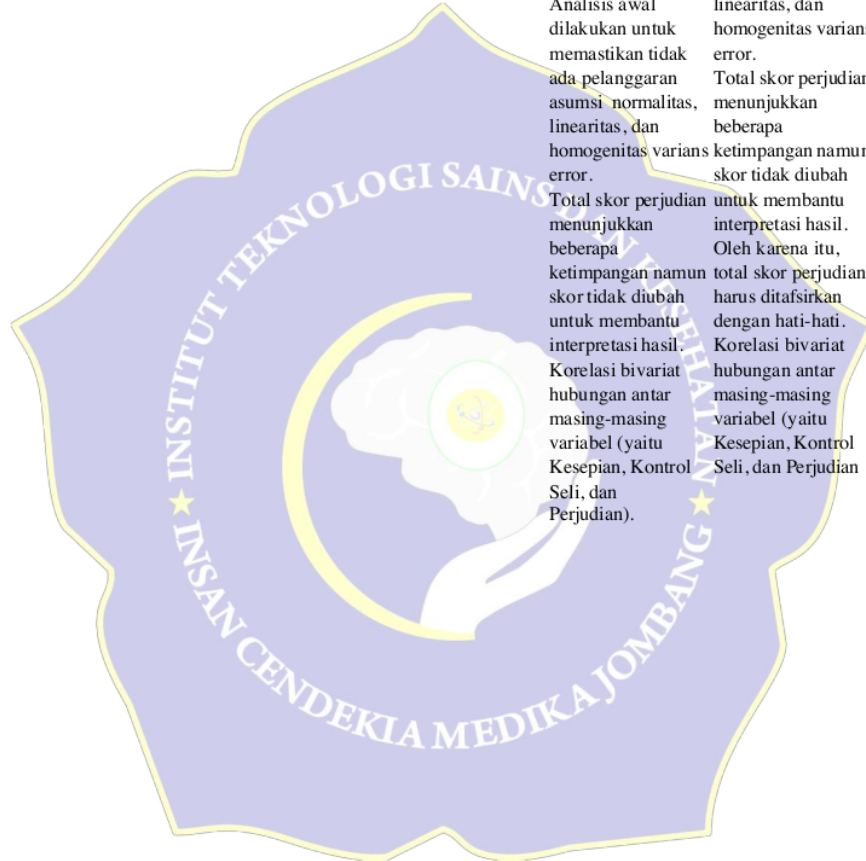 Analisis awal
dilakukan untuk
memastikan tidak
ada pelanggaran
asumsi normalitas,
linearitas, dan
homogenitas varians
error.
Total skor perjudian
menunjukkan
beberapa
ketimpangan namun
skor tidak diubah
untuk membantu
interpretasi hasil.
Korelasi bivariat
hubungan antar
masing-masing
variabel (yaitu
Kesepian, Kontrol
Seli, dan
Perjudian).
linearitas, dan
homogenitas varians
error.
Total skor perjudian
menunjukkan
beberapa
ketimpangan namun
skor tidak diubah
untuk membantu
interpretasi hasil.
Oleh karena itu,
total skor perjudian
harus ditafsirkan
dengan hati-hati.
Korelasi bivariat
hubungan antar
masing-masing
variabel (yaitu
Kesepian, Kontrol
Seli, dan Perjudian
INSTITUT TEKNOLOGI SAINS DAN KESEHATAN
INSAN CENDEKIA MEDIKA JOMBANG